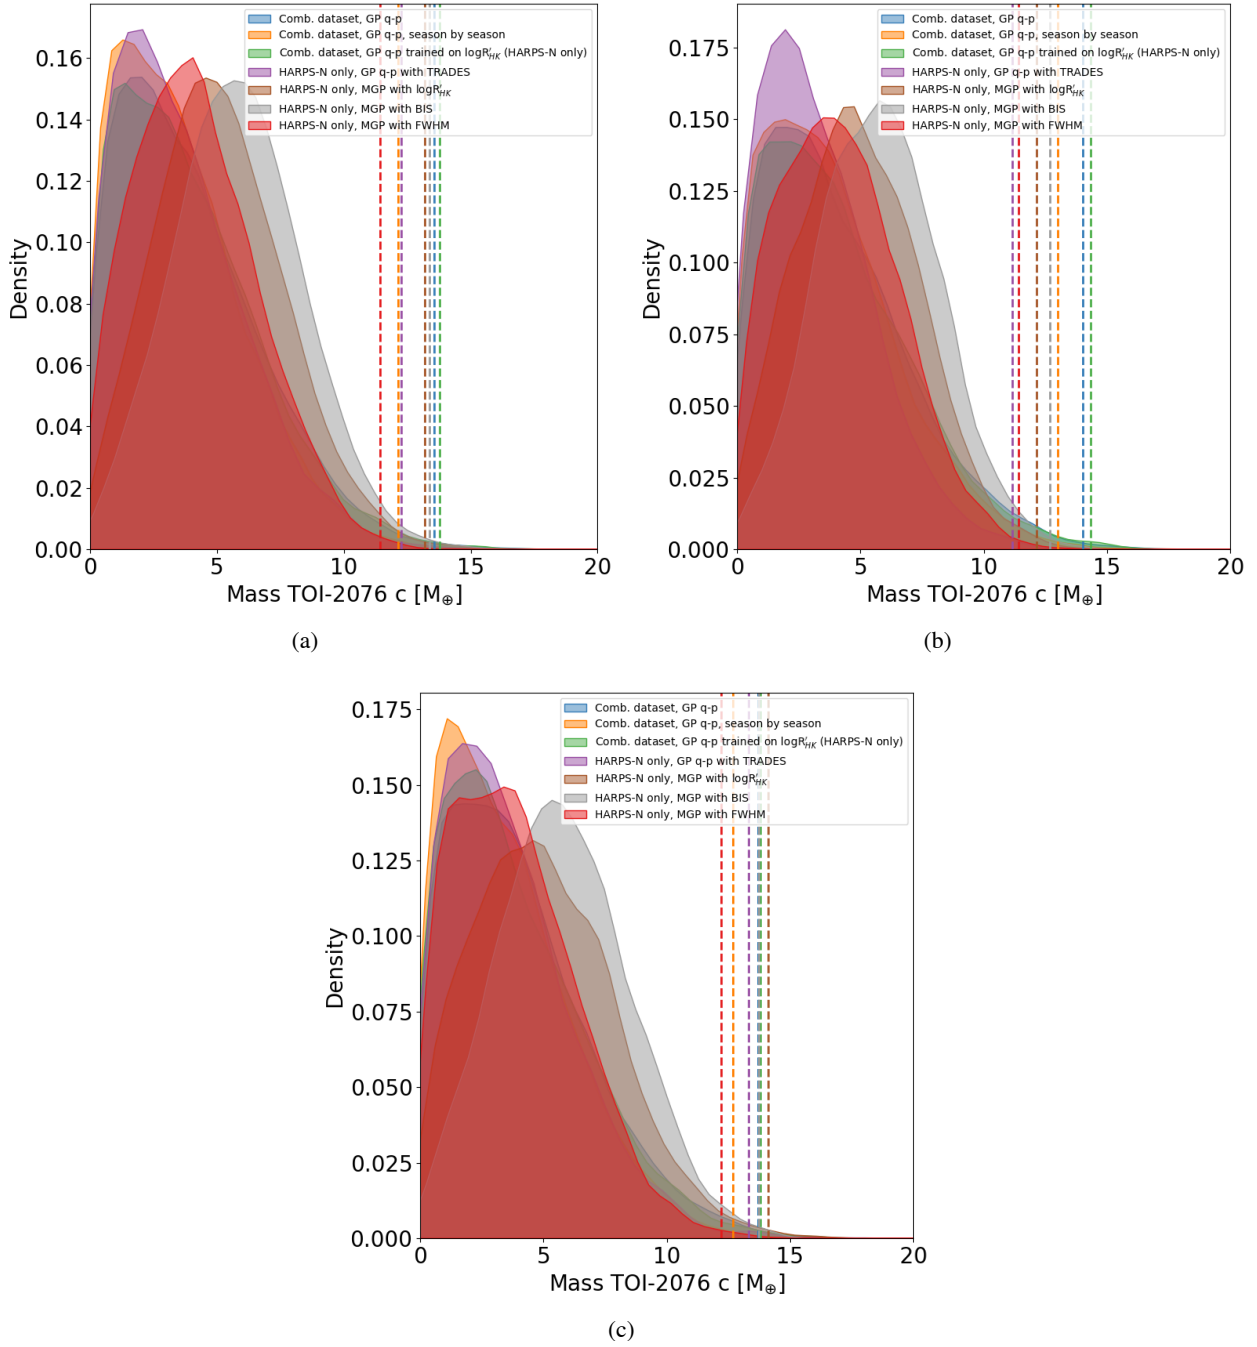 Comb. dataset, GP q-p
Comb. dataset, GP q-p, season by season
Comb. dataset, GP q-p trained on logR'HK (HARPS-N only)
HARPS-N only, GP q-p with TRADES
HARPS-N only, MGP with logR'HK
HARPS-N only, MGP with BIS
HARPS-N only, MGP with FWHM
0.16
0.14
0.12
0.10
0.08
0.06
0.04
0.02
0.00
Density
0 5 10 15 20
Mass TOI-2076 c [M⊕]
(a)
Comb. dataset, GP q-p
Comb. dataset, GP q-p, season by season
Comb. dataset, GP q-p trained on logR'HK (HARPS-N only)
HARPS-N only, GP q-p with TRADES
HARPS-N only, MGP with logR'HK
HARPS-N only, MGP with BIS
HARPS-N only, MGP with FWHM
0.175
0.150
0.125
0.100
0.075
0.050
0.025
0.000
Density
0 5 10 15 20
Mass TOI-2076 c [M⊕]
(b)
Comb. dataset, GP q-p
Comb. dataset, GP q-p, season by season
Comb. dataset, GP q-p trained on logR'HK (HARPS-N only)
HARPS-N only, GP q-p with TRADES
HARPS-N only, MGP with logR'HK
HARPS-N only, MGP with BIS
HARPS-N only, MGP with FWHM
0.175
0.150
0.125
0.100
0.075
0.050
0.025
0.000
Density
0 5 10 15 20
Mass TOI-2076 c [M⊕]
(c)